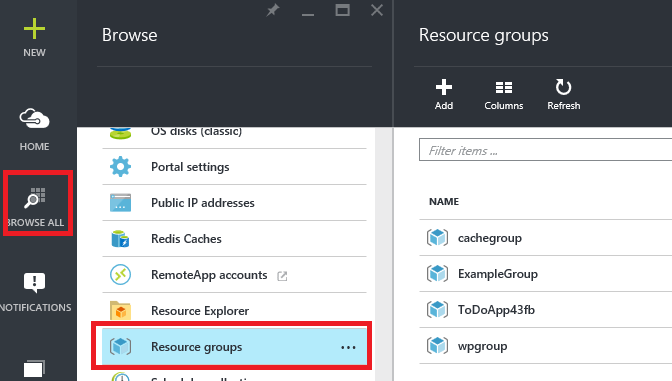 NEW
HOME
BROWSE ALL
NOTIFICATIONS
Browse
OS disks (classic)
Portal settings
Public IP addresses
Redis Caches
RemoteApp accounts
Resource Explorer
Resource groups ...
Resource groups
Add Columns Refresh
Filter items ...
NAME
cachegroup
ExampleGroup
ToDoApp43fb
wpgroup